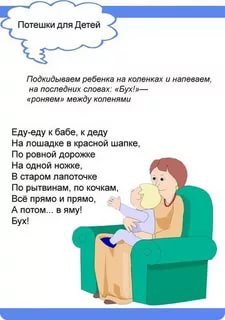 Потешки для Детей
Подкидываем ребенка на коленках и напеваем,
на последних словах: «Бух!»—
«роняем» между коленями
Еду-еду к бабе, к деду
На лошадке в красной шапке,
По ровной дорожке
На одной ножке,
В старом лапоточке
По рытвинам, по кочкам,
Всё прямо и прямо,
А потом... в яму!
Бух!